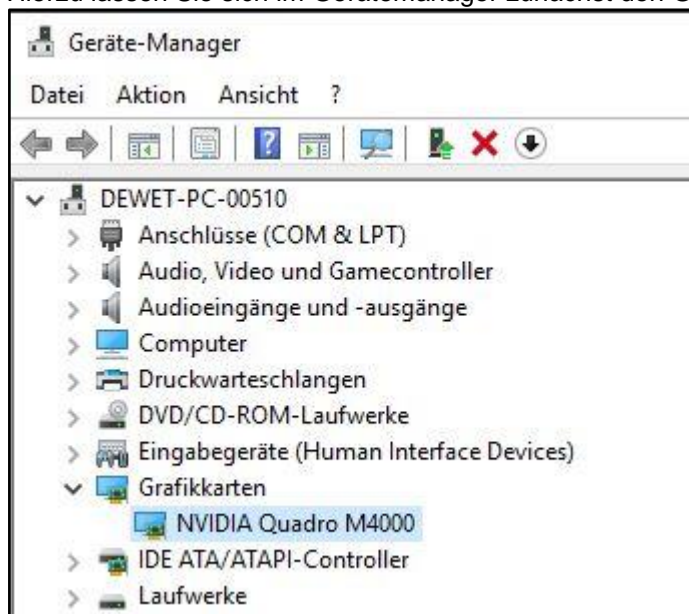 Geräte-Manager
Datei Aktion Ansicht ?
DEWET-PC-00510
Anschlüsse (COM & LPT)
Audio, Video und Gamecontroller
Audioeingänge und -ausgänge
Computer
Druckwarteschlangen
DVD/CD-ROM-Laufwerke
Eingabegeräte (Human Interface Devices)
Grafikkarten
NVIDIA Quadro M4000
IDE ATA/ATAPI-Controller
Laufwerke